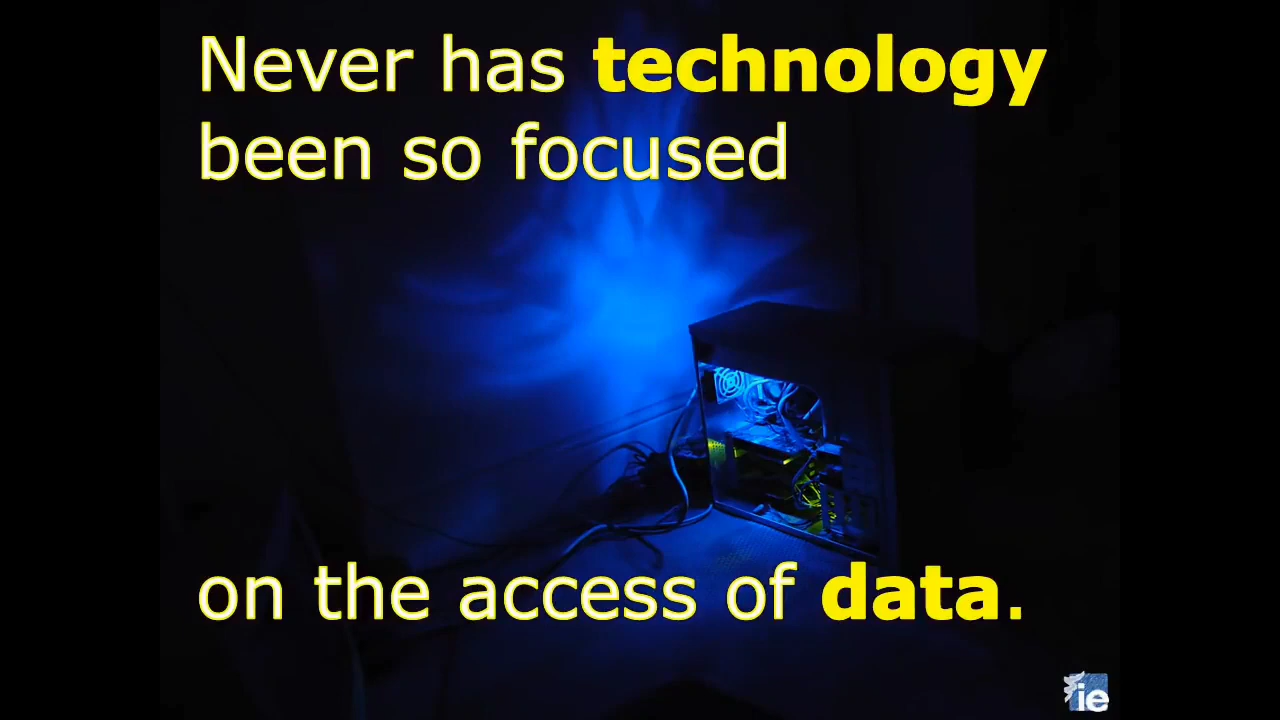 Never has technology
been so focused
on the access of data.
ie